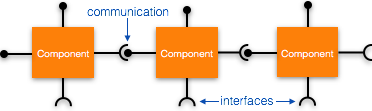 communication
Component
Component
Component
interfaces